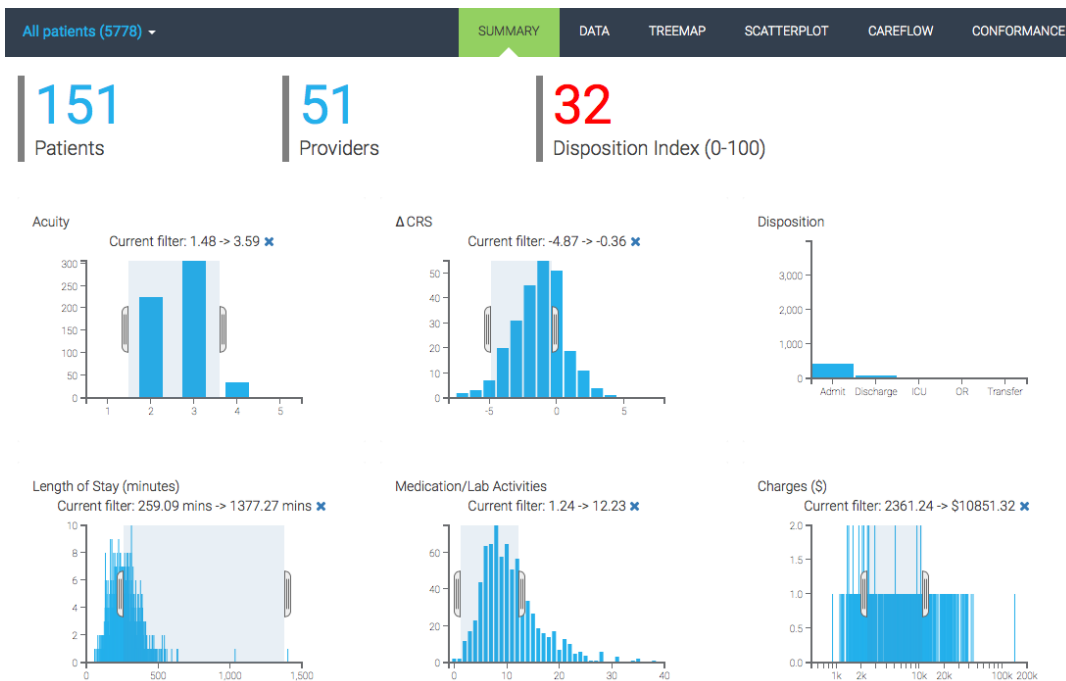 All patients (5778)
SUMMARY DATA TREEMAP SCATTERPLOT CAREFLOW CONFORMANCE
151
Patients
51
Providers
32
Disposition Index (0-100)
Acuity
Current filter: 1.48 -> 3.59 ×
300
250
200
150
100
50
0
1 2 3 4 5
Δ CRS
Current filter: -4.87 -> -0.36 ×
50
40
30
20
10
0
-5 0 5
Disposition
3,000
2,000
1,000
0
Admit Discharge ICU OR Transfer
Length of Stay (minutes)
Current filter: 259.09 mins -> 1377.27 mins ×
10
8
6
4
2
0
0 500 1,000 1,500
Medication/Lab Activities
Current filter: 1.24 -> 12.23 ×
60
40
20
0
0 10 20 30 40
Charges ($)
Current filter: 2361.24 -> $10851.32 ×
2.0
1.5
1.0
0.5
0.0
1k 2k 10k 20k 100k 200k